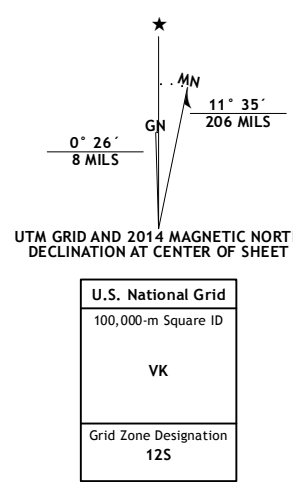 MN
11° 35´
206 MILS
GN
0° 26´
8 MILS
UTM GRID AND 2014 MAGNETIC NORT
DECLINATION AT CENTER OF SHEET
U.S. National Grid
100,000-m Square ID
VK
Grid Zone Designation
12S